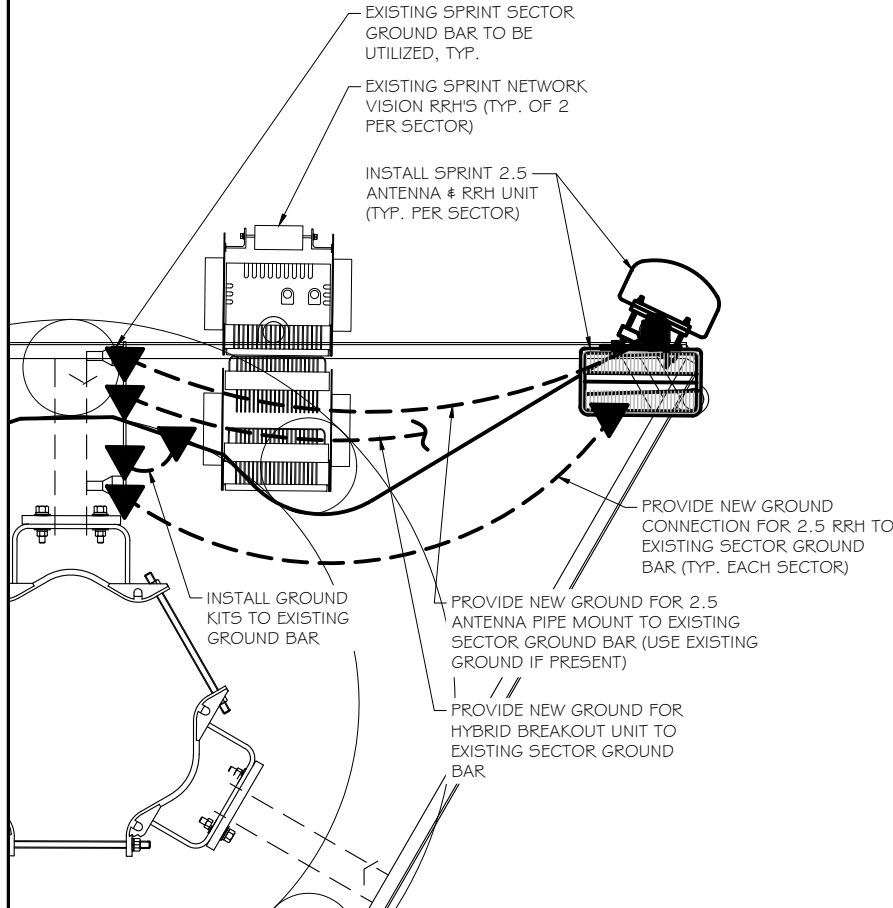 EXISTING SPRINT SECTOR
GROUND BAR TO BE
UTILIZED, TYP.
EXISTING SPRINT NETWORK
VISION RRH'S (TYP. OF 2
PER SECTOR)
INSTALL SPRINT 2.5
ANTENNA & RRH UNIT
(TYP. PER SECTOR)
PROVIDE NEW GROUND
CONNECTION FOR 2.5 RRH TO
EXISTING SECTOR GROUND
BAR (TYP. EACH SECTOR)
INSTALL GROUND
KITS TO EXISTING
GROUND BAR
PROVIDE NEW GROUND FOR 2.5
ANTENNA PIPE MOUNT TO EXISTING
SECTOR GROUND BAR (USE EXISTING
GROUND IF PRESENT)
PROVIDE NEW GROUND FOR
HYBRID BREAKOUT UNIT TO
EXISTING SECTOR GROUND
BAR